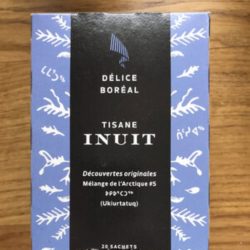 DÉLICE
BORÉAL
TISANE
INUIT
Découvertes originales
Mélange de l'Arctique #5
(Ukiurtatuq)
20 SACHETS